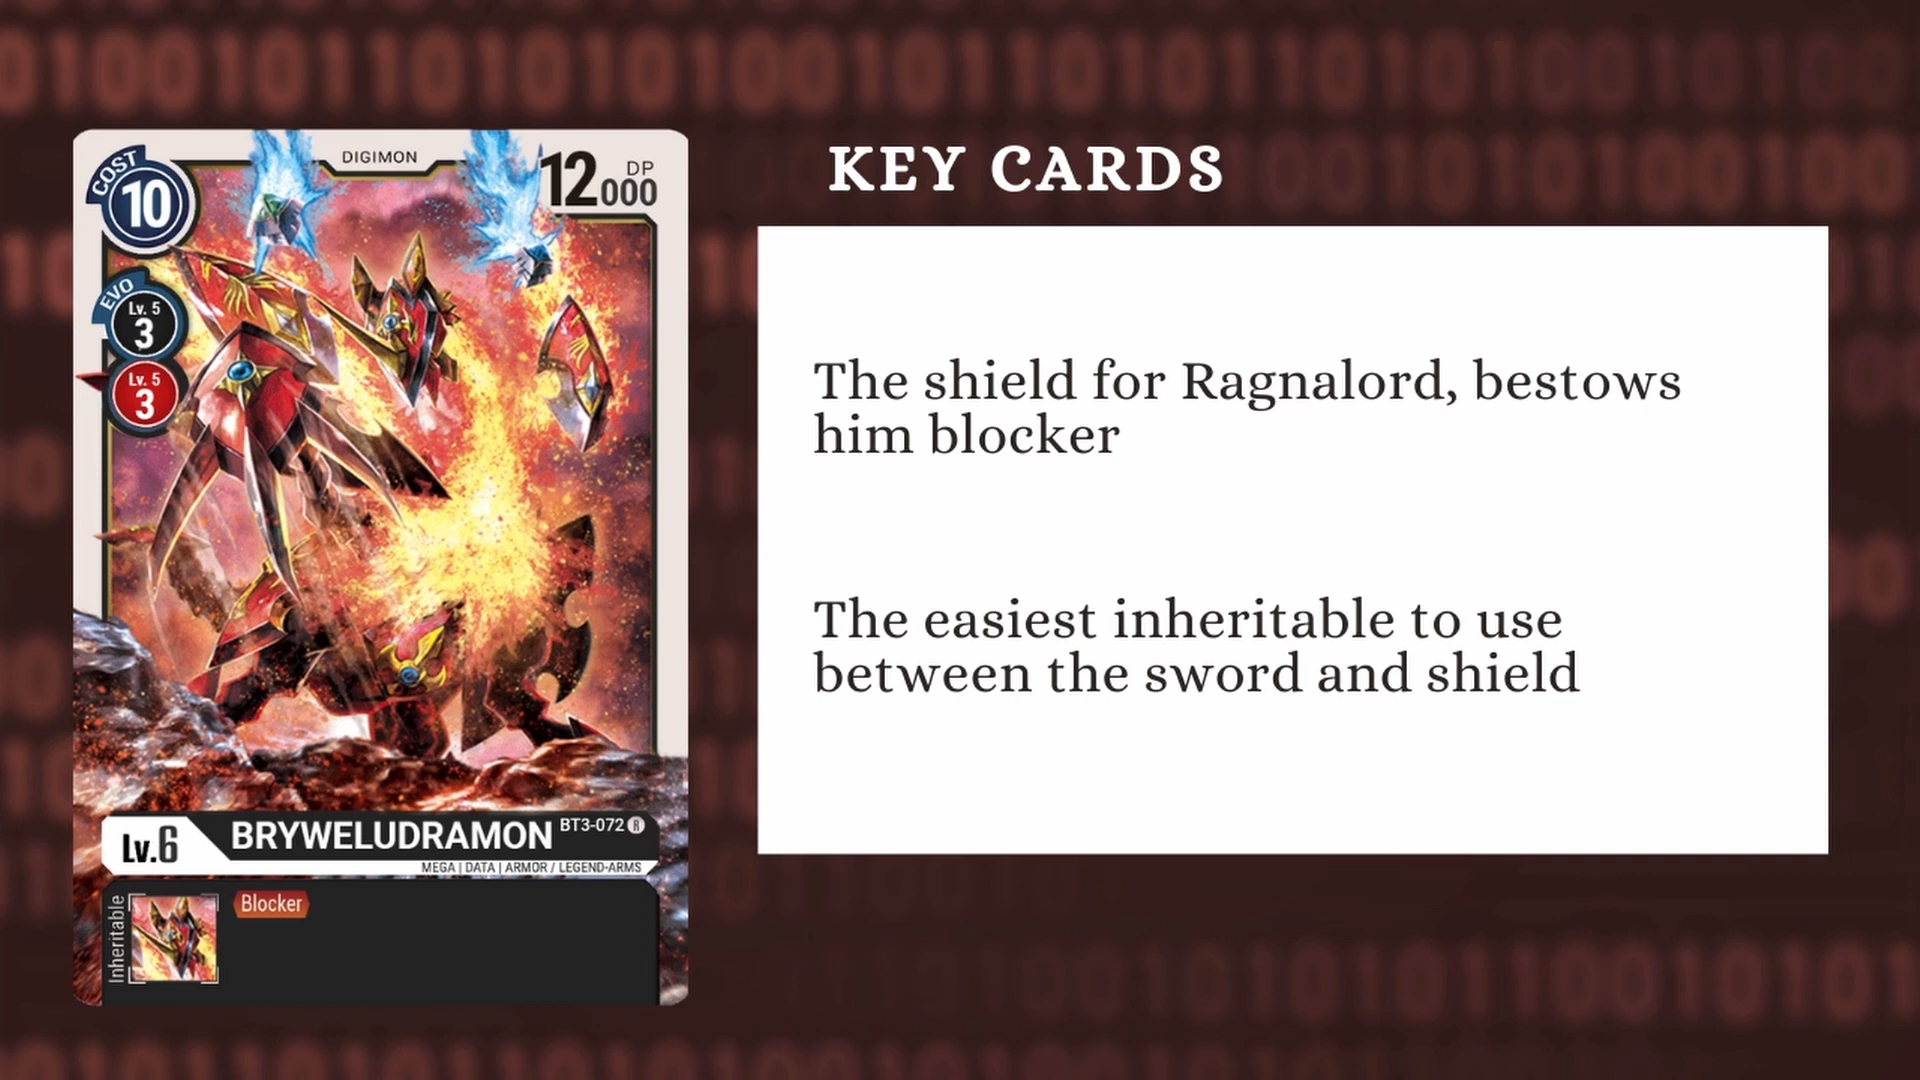 DIGIMON
COST
10
12000
DP
EVO
Lv. 5
3
Lv. 5
3
Lv.6
BRYWELUDRAMON
BT3-072 R
MEGA | DATA | ARMOR / LEGEND-ARMS
Inheritable
Blocker
KEY CARDS
The shield for Ragnalord, bestows
him blocker
The easiest inheritable to use
between the sword and shield